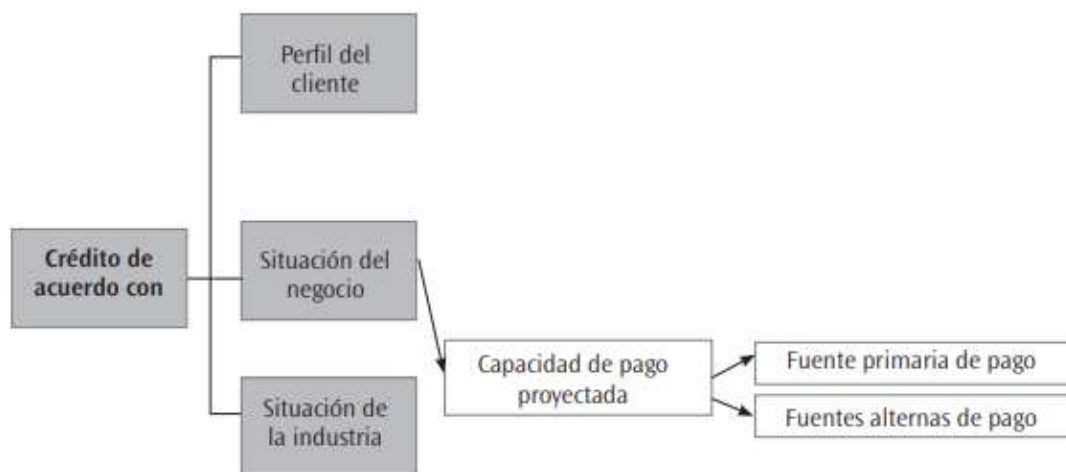 Perfil del
cliente
Crédito de
acuerdo con
Situación del
negocio
Capacidad de pago
proyectada
Fuente primaria de pago
Fuentes alternas de pago
Situación de
la industria